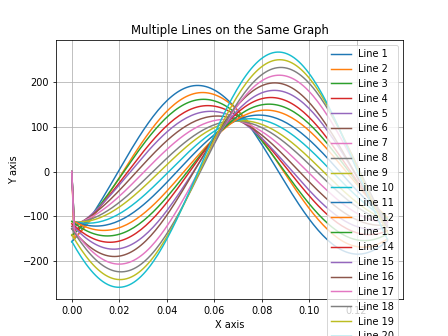 Multiple Lines on the Same Graph
Y axis
200
100
0
−100
−200
0.00
0.02
0.04
0.06
0.08
0.10
X axis
Line 1
Line 2
Line 3
Line 4
Line 5
Line 6
Line 7
Line 8
Line 9
Line 10
Line 11
Line 12
Line 13
Line 14
Line 15
Line 16
Line 17
Line 18
Line 19
Line 20